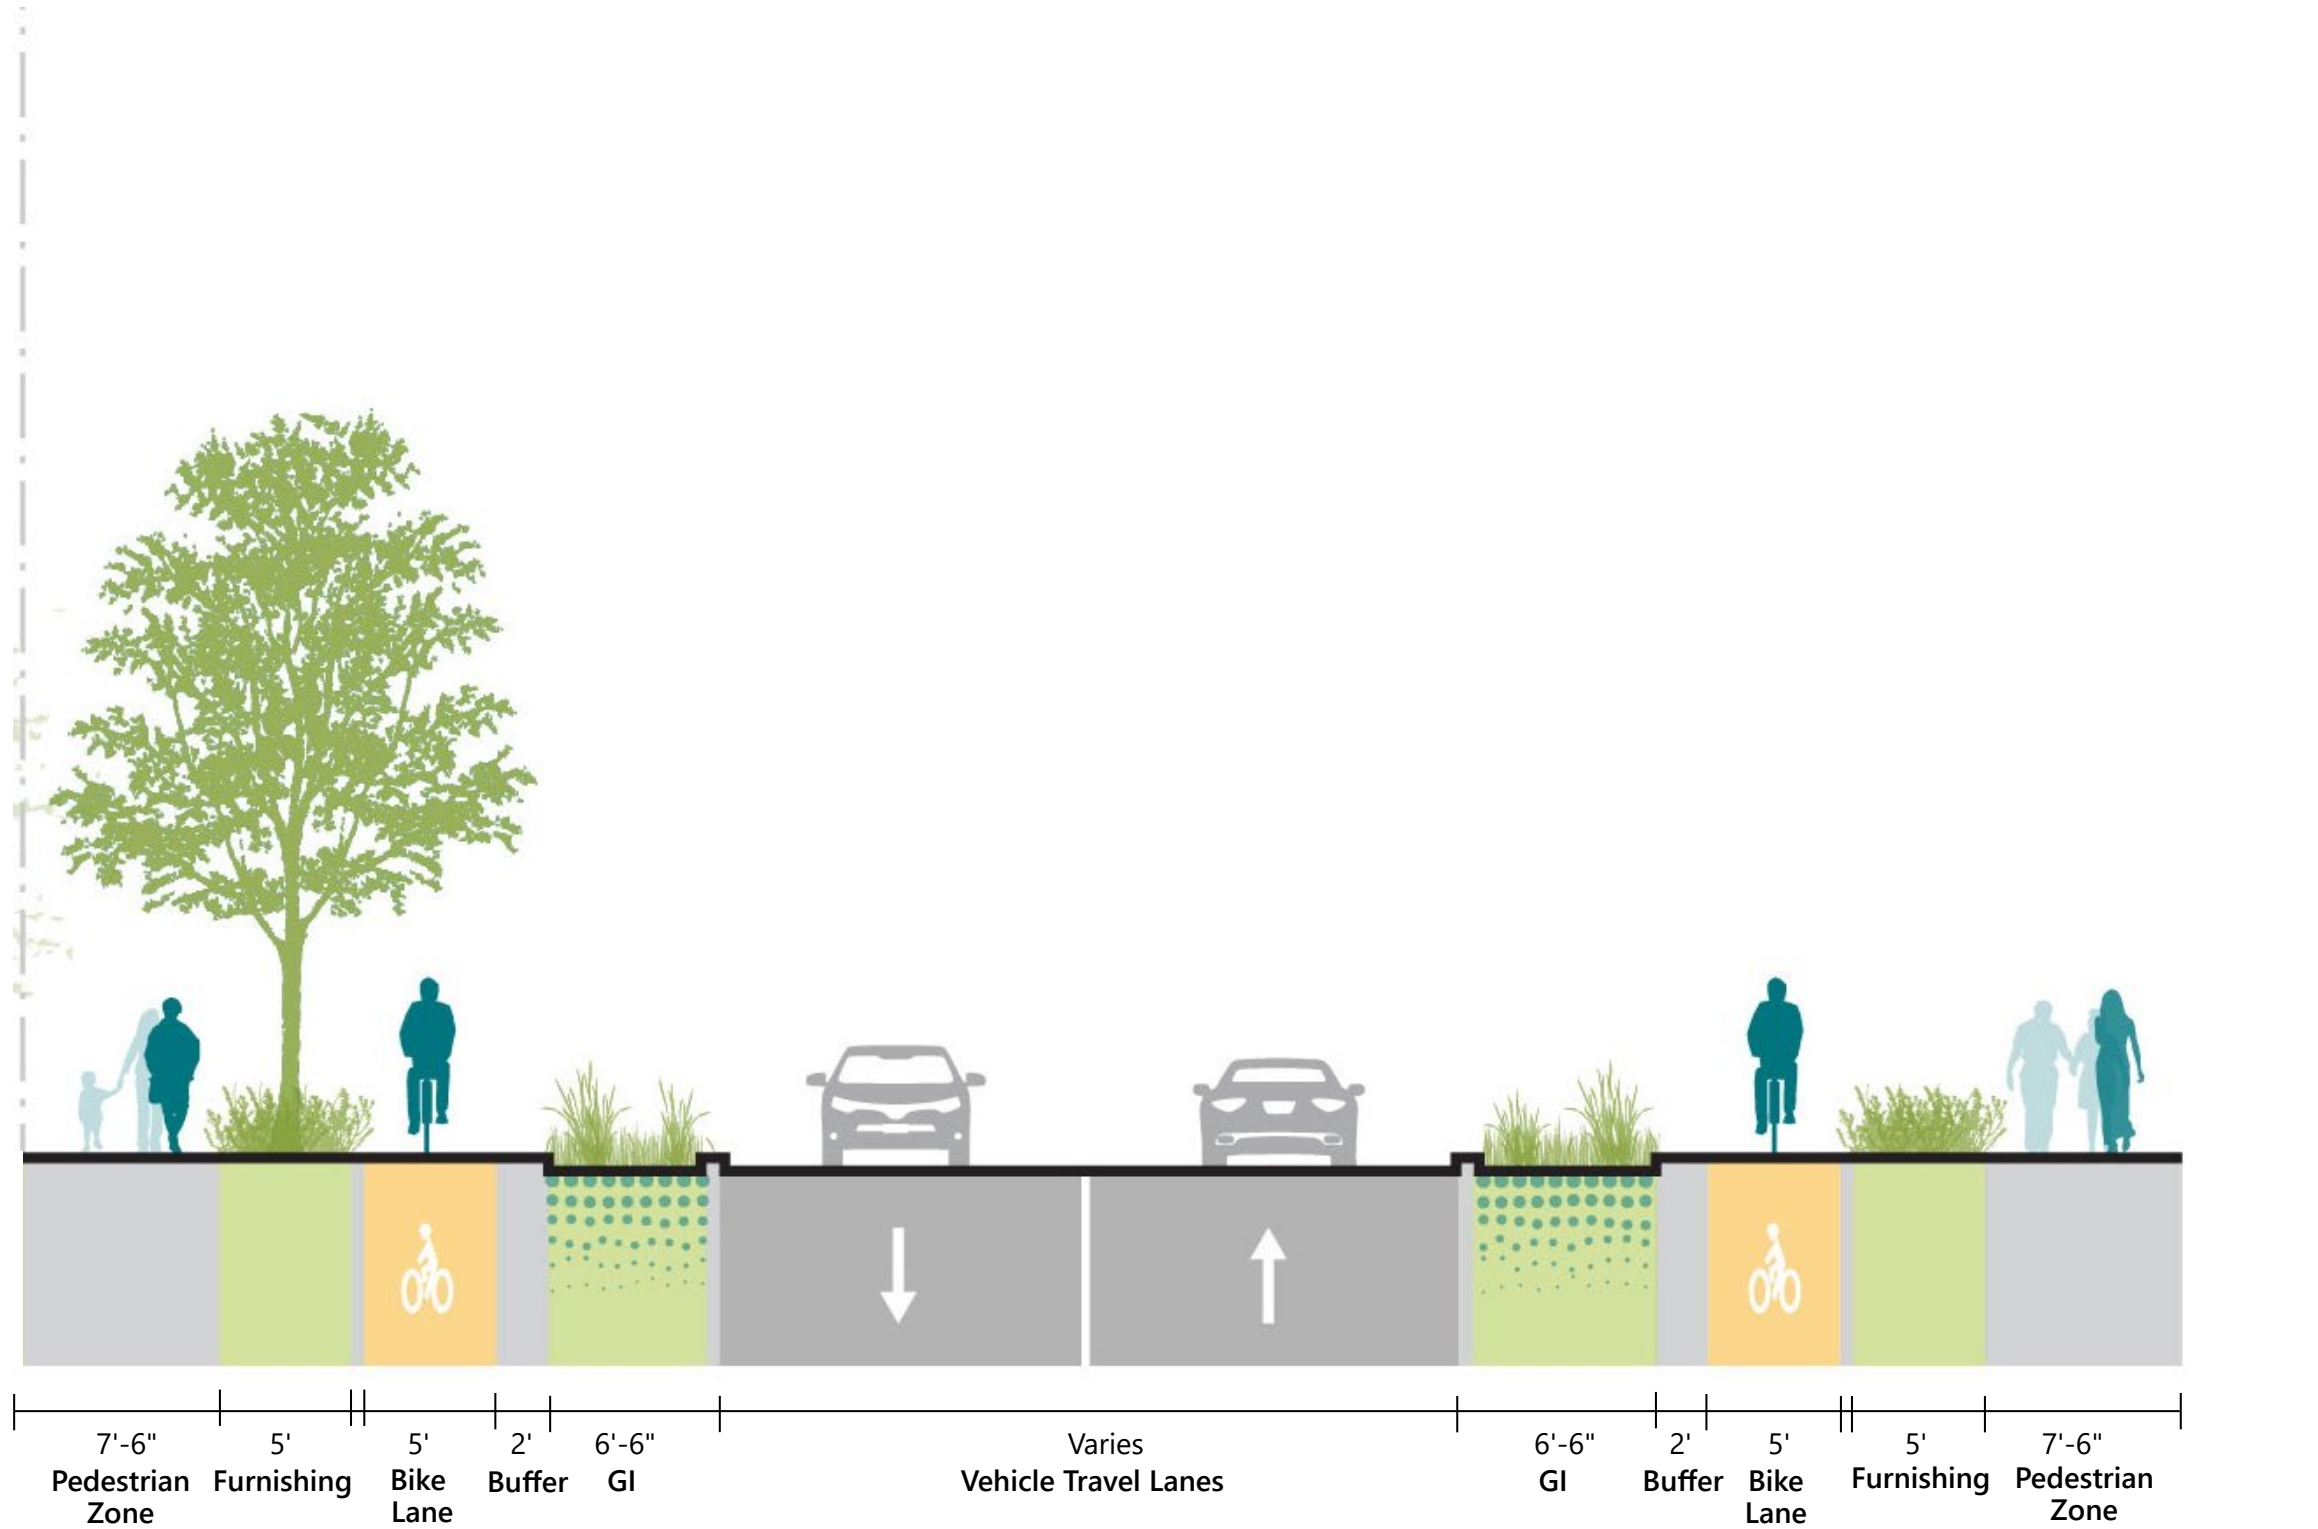 7'-6" 5' 5' 2' 6'-6" Varies 6'-6" 2' 5' 5' 7'-6"
Pedestrian Furnishing Bike Buffer GI Vehicle Travel Lanes GI Buffer Bike Furnishing Pedestrian
Zone Lane Lane Zone